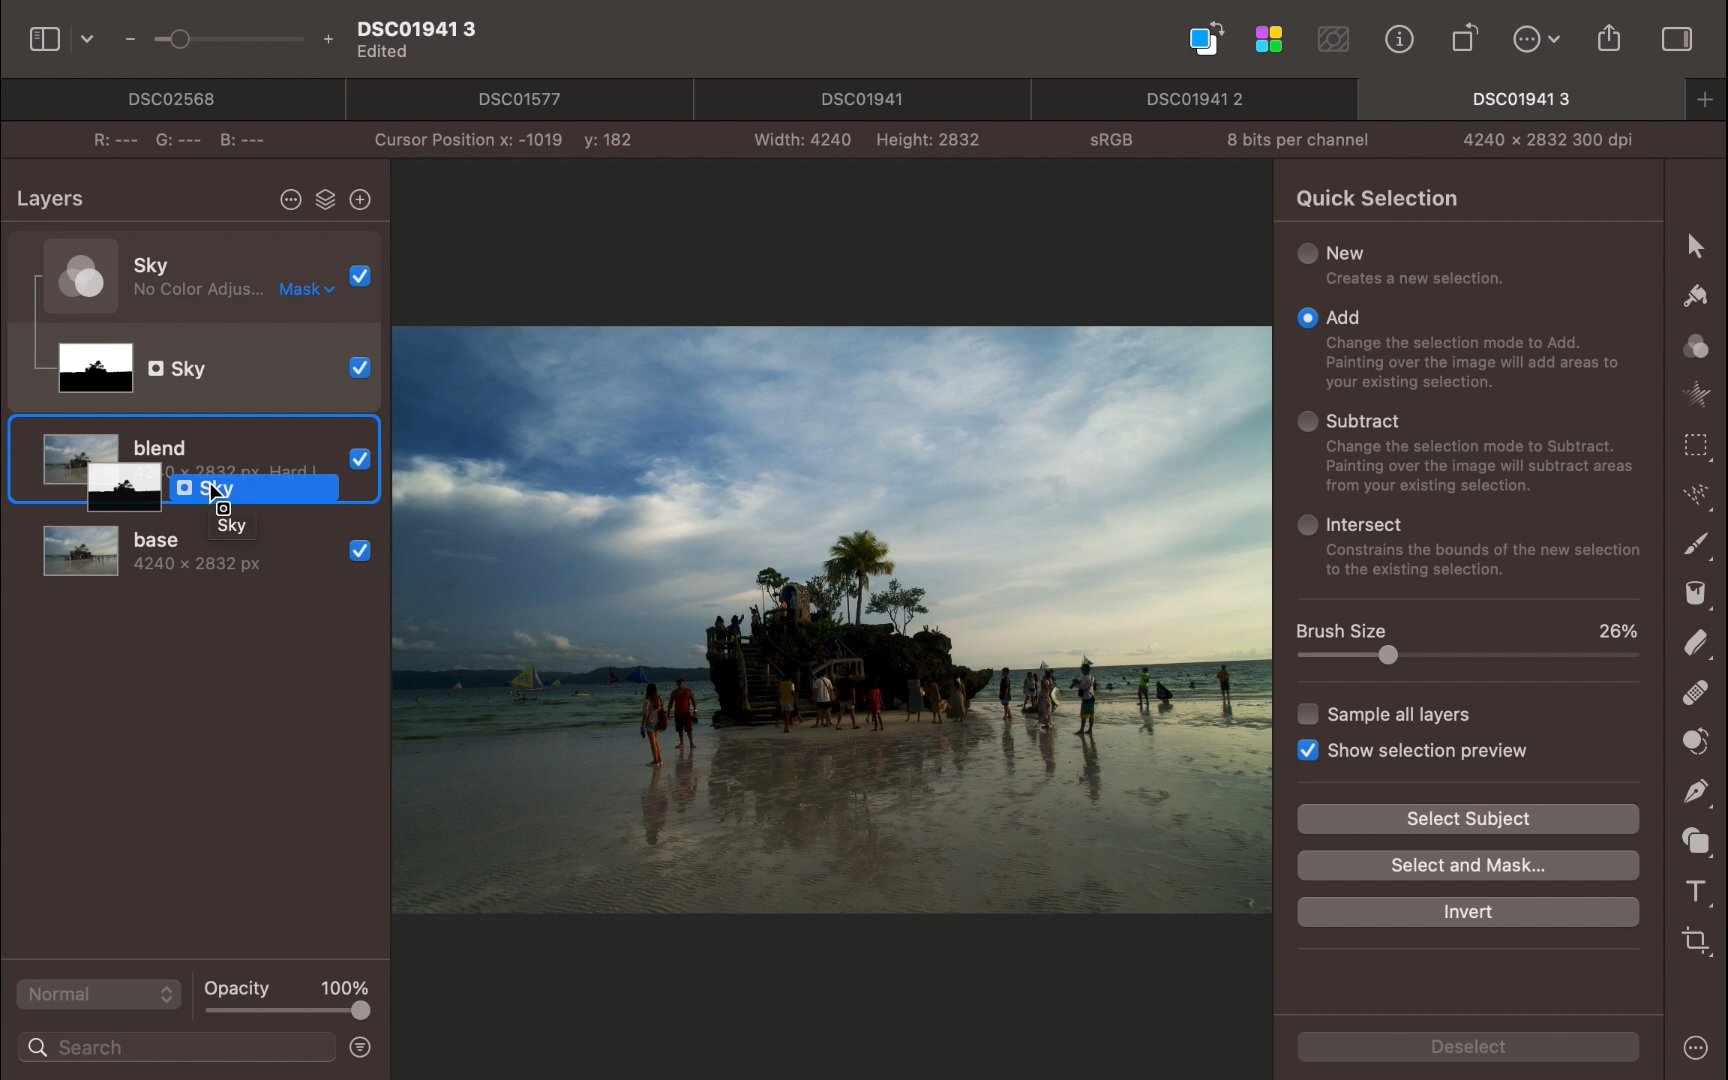 DSC01941 3
Edited
DSC02568
DSC01577
DSC01941
DSC01941 2
DSC01941 3
R: --- G: --- B: ---
Cursor Position x: -1019 y: 182
Width: 4240 Height: 2832
sRGB
8 bits per channel
4240 × 2832 300 dpi
Layers
Sky
No Color Adjus... Mask
Sky
blend
× 2832 px
Sky
Sky
base
4240 × 2832 px
Normal
Opacity 100%
Search
Quick Selection
New
Creates a new selection.
Add
Change the selection mode to Add.
Painting over the image will add areas to
your existing selection.
Subtract
Change the selection mode to Subtract.
Painting over the image will subtract areas
from your existing selection.
Intersect
Constrains the bounds of the new selection
to the existing selection.
Brush Size 26%
Sample all layers
Show selection preview
Select Subject
Select and Mask...
Invert
Deselect